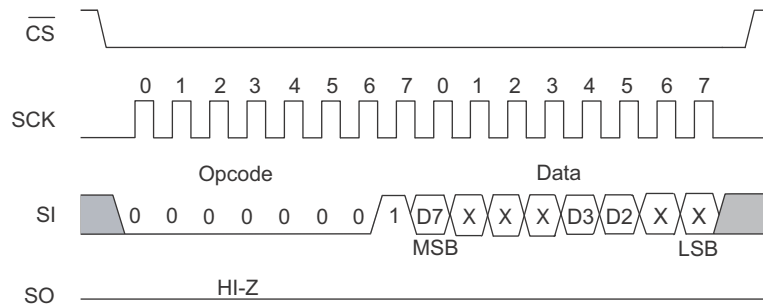 CS
0 1 2 3 4 5 6 7 0 1 2 3 4 5 6 7
SCK
Opcode Data
SI 0 0 0 0 0 0 0 1 D7 X X X D3 D2 X X
MSB LSB
HI-Z
SO